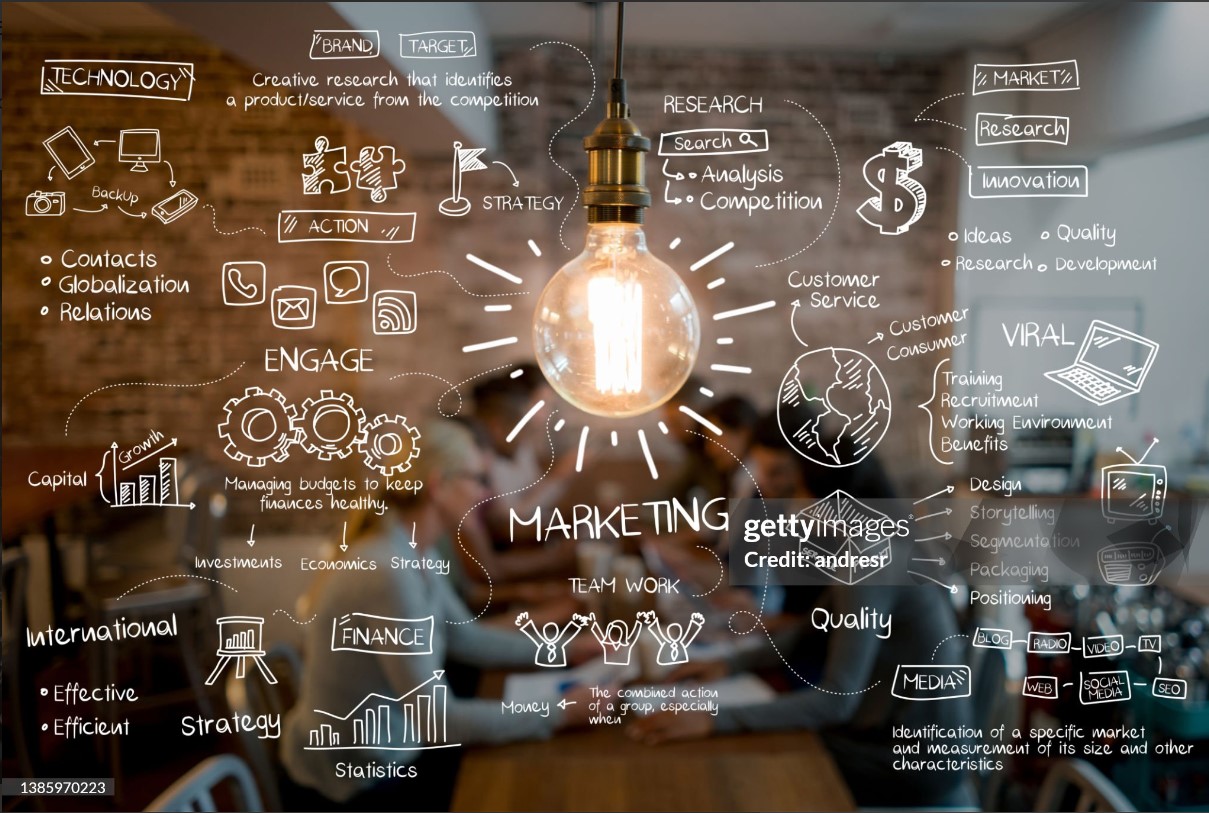 BRAND
TARGET
TECHNOLOGY
Creative research that identifies
a product/service from the competition
BackUp
STRATEGY
ACTION
Contacts
Globalization
Relations
RESEARCH
Search
Analysis
Competition
MARKET
Research
Innovation
Ideas
Quality
Research
Development
Customer
Service
Customer
Consumer
VIRAL
Training
Recruitment
Working Environment
Benefits
ENGAGE
Growth
Capital
Managing budgets to keep
finances healthy.
Investments
Economics
Strategy
MARKETING
gettyimages
Credit: andresr
Design
Storytelling
Segmentation
Packaging
Positioning
Quality
TEAM WORK
Money
The combined action
of a group, especially
when
International
Effective
Efficient
Strategy
FINANCE
Statistics
BLOG
RADIO
VIDEO
TV
MEDIA
WEB
SOCIAL
MEDIA
SEO
Identification of a specific market
and measurement of its size and other
characteristics
1385970223